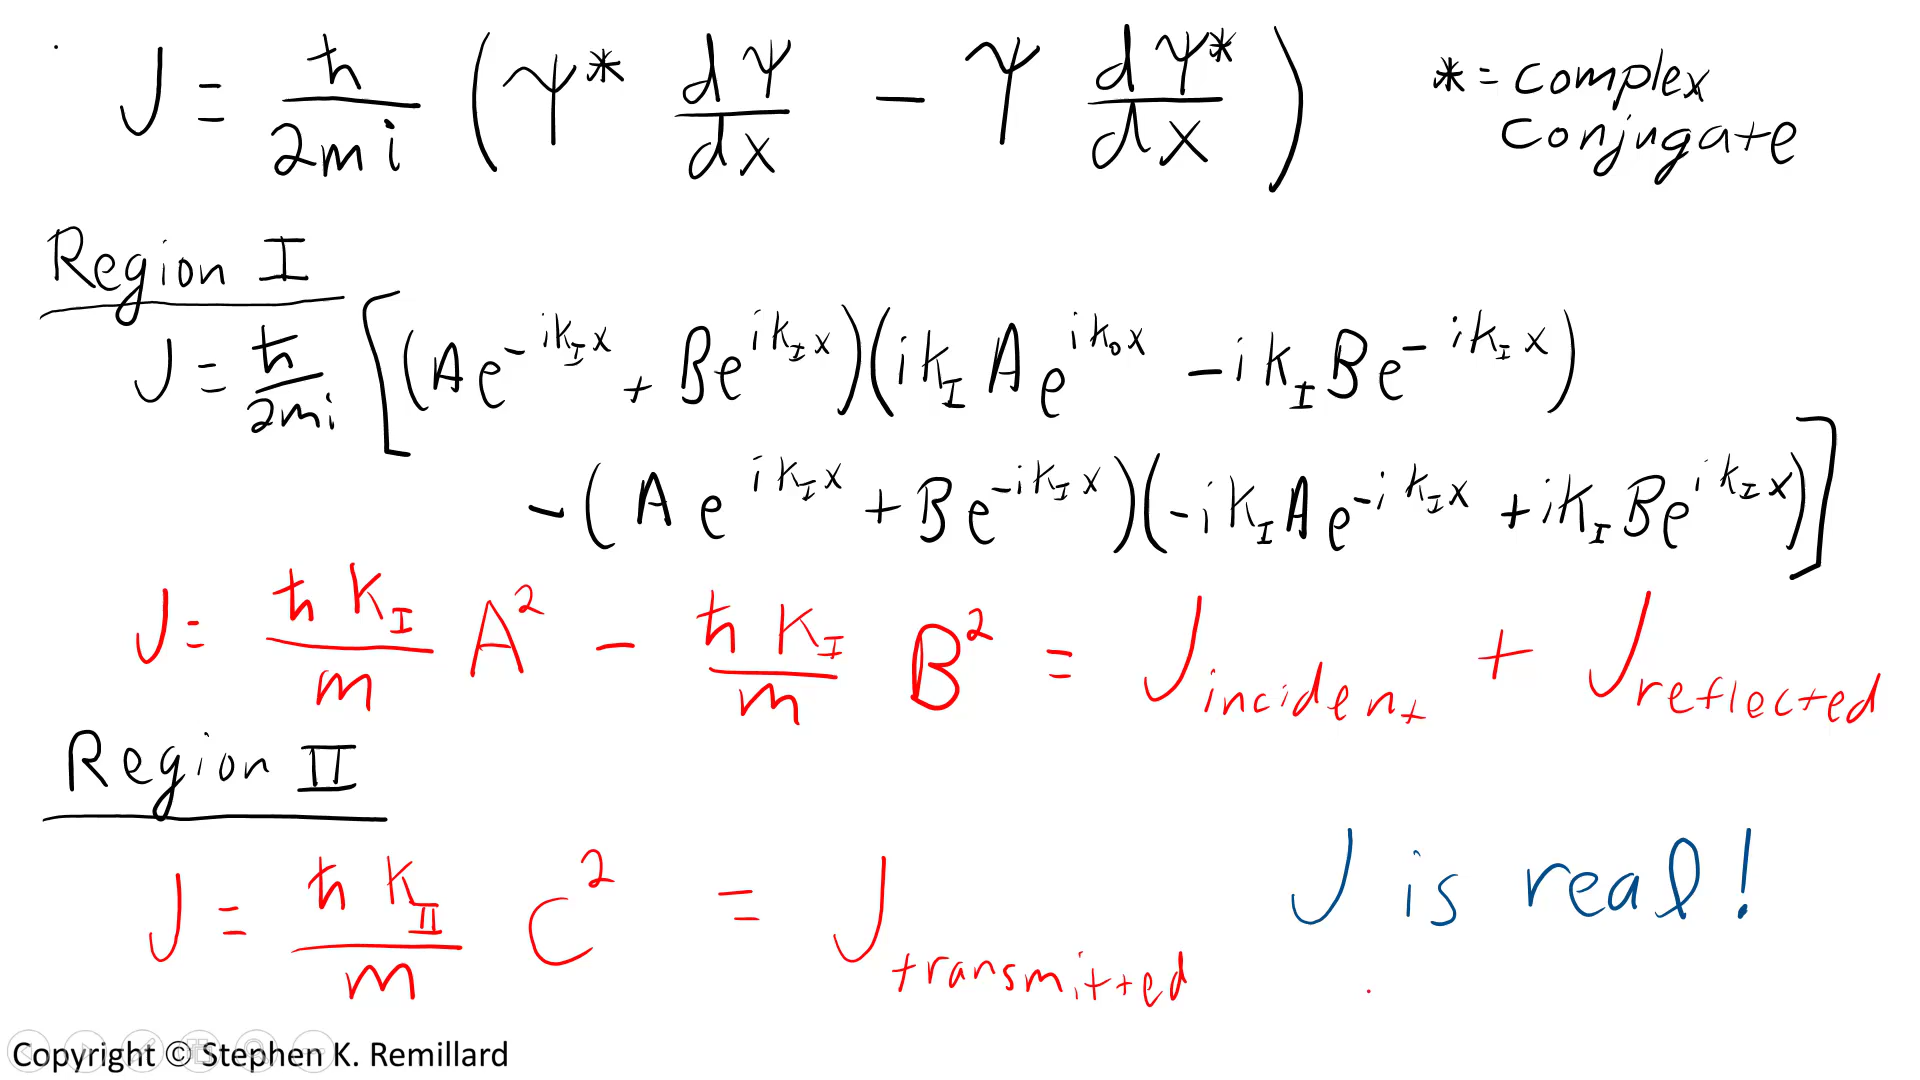 J = ħ/2mi (ψ* dψ/dx − ψ dψ*/dx) * = complex
conjugate
Region I
J = ħ/2mi [(Ae^{-ik_I x} + Be^{ik_I x})(ik_I Ae^{ik_0 x} − ik_I Be^{-ik_I x})
−(Ae^{ik_I x} + Be^{-ik_I x})(−ik_I Ae^{-ik_I x} + ik_I Be^{ik_I x})]
J = ħk_I/m A² − ħk_I/m B² = J_incident + J_reflected
Region II
J = ħk_II/m C² = J_transmitted J is real!
Copyright © Stephen K. Remillard